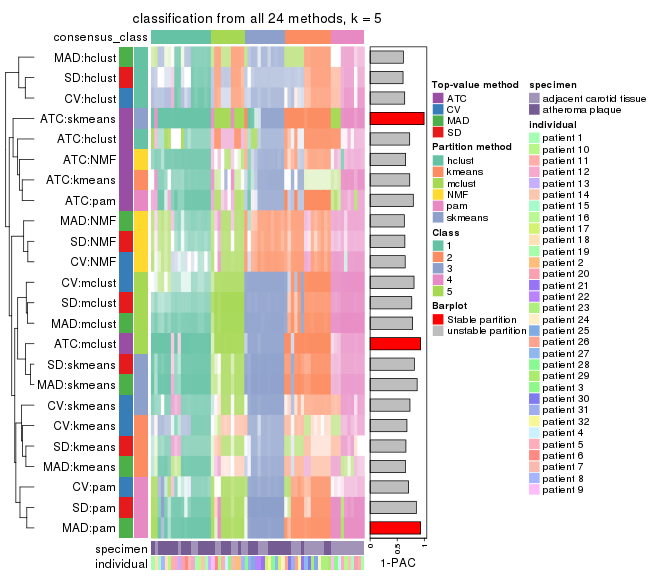 classification from all 24 methods, k = 5
consensus_class
MAD:hclust
SD:hclust
CV:hclust
ATC:skmeans
ATC:hclust
ATC:NMF
ATC:kmeans
ATC:pam
MAD:NMF
SD:NMF
CV:NMF
CV:mclust
SD:mclust
MAD:mclust
ATC:mclust
SD:skmeans
MAD:skmeans
CV:skmeans
CV:kmeans
SD:kmeans
MAD:kmeans
CV:pam
SD:pam
MAD:pam
specimen
individual
0
0.5
1
1-PAC
Top-value method
ATC
CV
MAD
SD
Partition method
hclust
kmeans
mclust
NMF
pam
skmeans
Class
1
2
3
4
5
Barplot
Stable partition
unstable partition
specimen
adjacent carotid tissue
atheroma plaque
individual
patient 1
patient 10
patient 11
patient 12
patient 13
patient 14
patient 15
patient 16
patient 17
patient 18
patient 19
patient 2
patient 20
patient 21
patient 22
patient 23
patient 24
patient 25
patient 26
patient 27
patient 28
patient 29
patient 3
patient 30
patient 31
patient 32
patient 4
patient 5
patient 6
patient 7
patient 8
patient 9